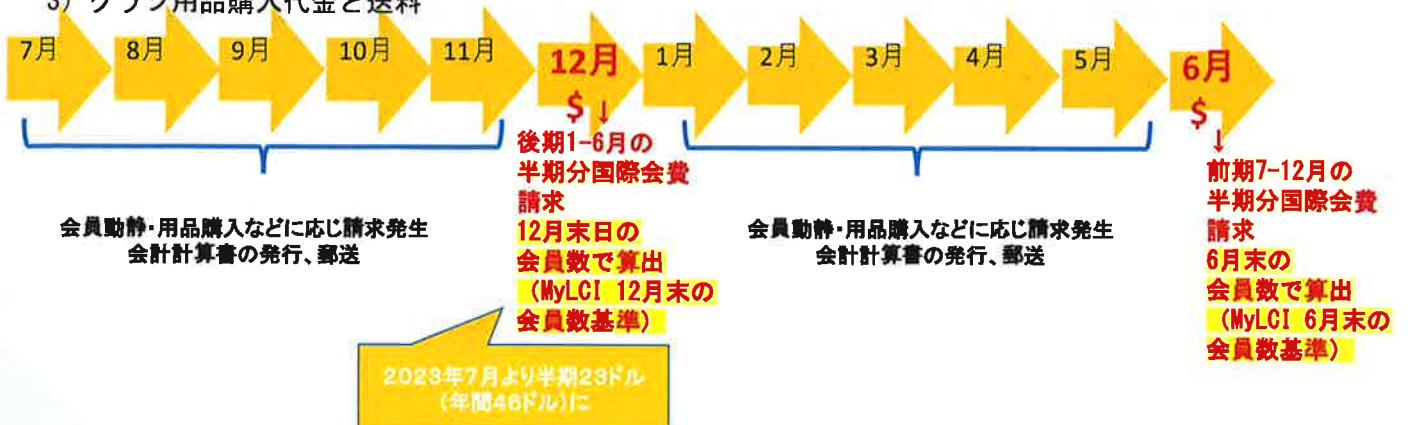 3) クラブ用品購入代金と送料
7月
8月
9月
10月
11月
12月
1月
2月
3月
4月
5月
6月
$ ↓
後期1-6月の
半期分国際会費
請求
12月末日の
会員数で算出
(MyLCI 12月末の
会員数基準)
$
↓
前期7-12月の
半期分国際会費
請求
6月末の
会員数で算出
(MyLCI 6月末の
会員数基準)
会員動静・用品購入などに応じ請求発生
会計計算書の発行、郵送
会員動静・用品購入などに応じ請求発生
会計計算書の発行、郵送
2023年7月より半期23ドル
(年間46ドル)に